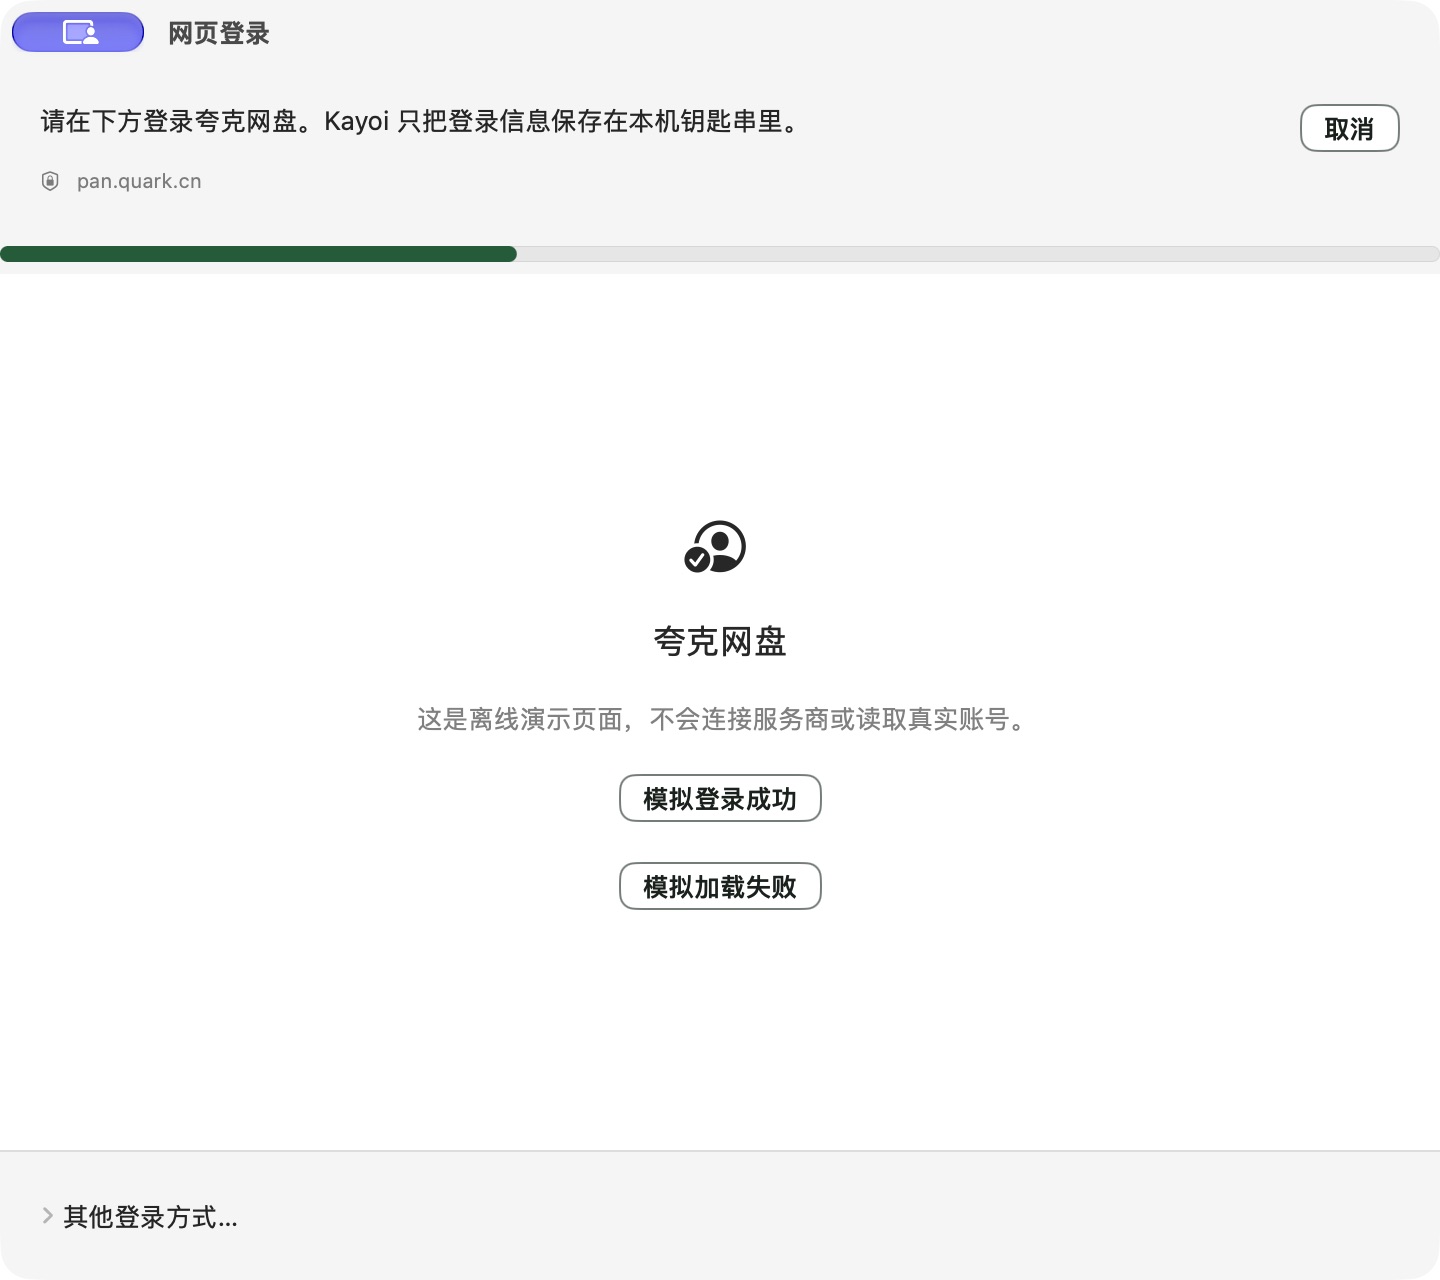 网页登录
请在下方登录夸克网盘。Kayoi 只把登录信息保存在本机钥匙串里。
取消
pan.quark.cn
夸克网盘
这是离线演示页面，不会连接服务商或读取真实账号。
模拟登录成功
模拟加载失败
其他登录方式...